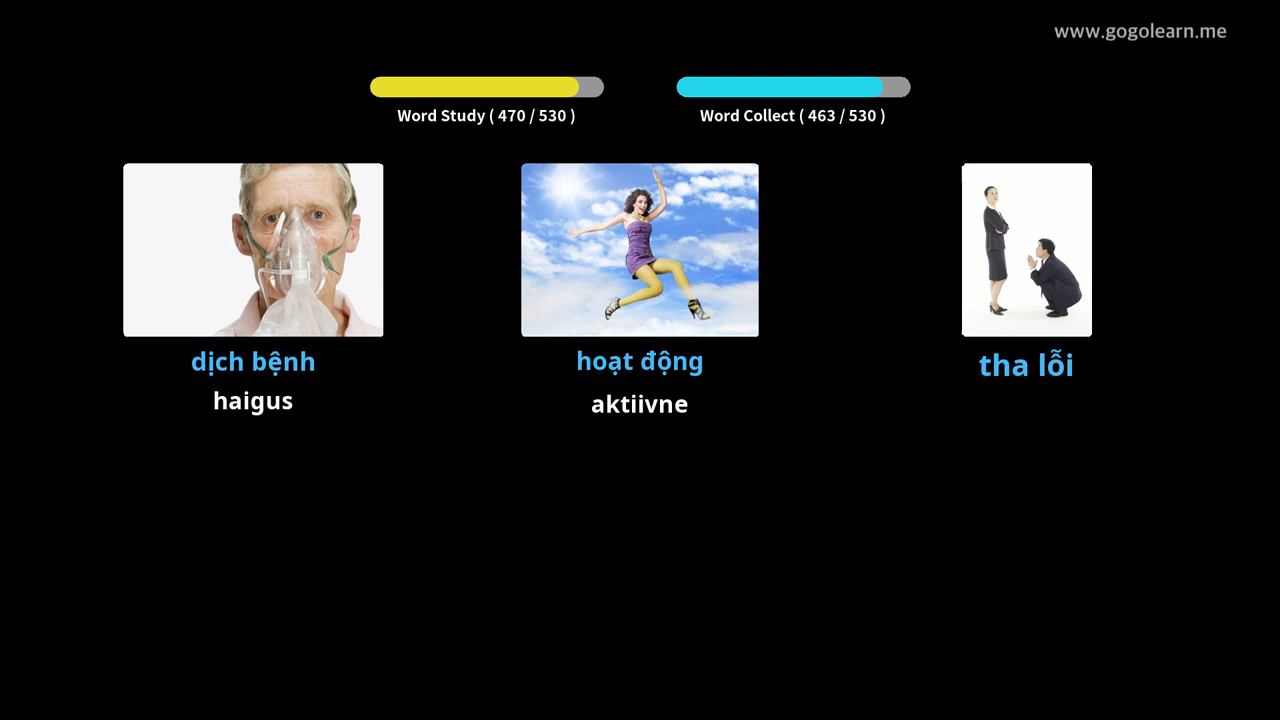 www.gogolearn.me
Word Study ( 470 / 530 )
Word Collect ( 463 / 530 )
dịch bệnh
hoạt động
tha lỗi
haigus
aktiivne